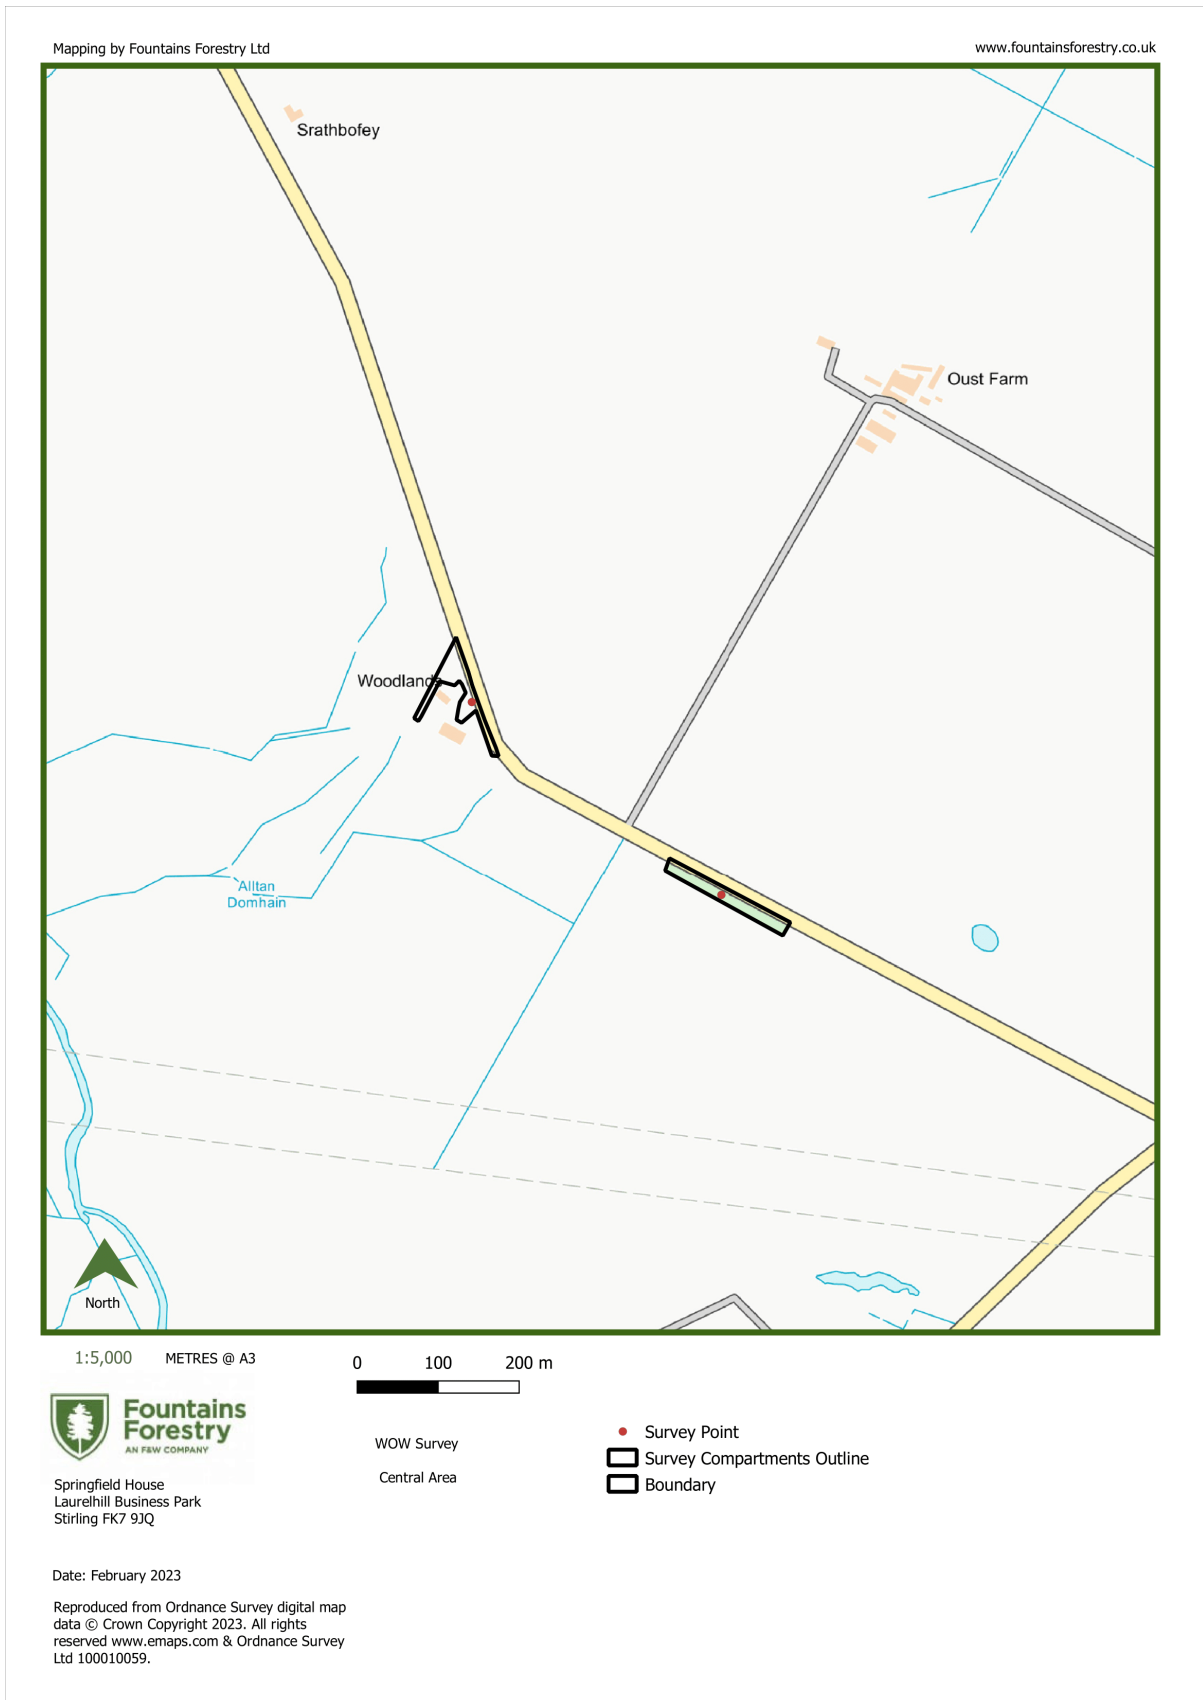 Mapping by Fountains Forestry Ltd
www.fountainsforestry.co.uk
Srathbofey
Oust Farm
Woodlands
Alltan
Domhain
North
1:5,000 METRES @ A3
0 100 200 m
Fountains
Forestry
AN F&W COMPANY
WOW Survey
Central Area
Survey Point
Survey Compartments Outline
Boundary
Springfield House
Laurelhill Business Park
Stirling FK7 9JQ
Date: February 2023
Reproduced from Ordnance Survey digital map
data © Crown Copyright 2023. All rights
reserved www.emaps.com & Ordnance Survey
Ltd 100010059.